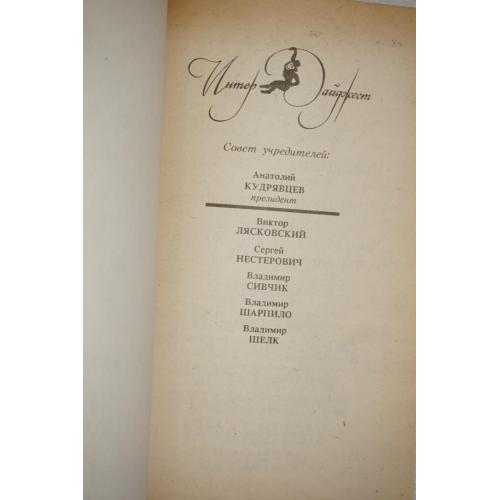 Интер Дайджест
Совет учредителей:
Анатолий
КУДРЯВЦЕВ
президент
Виктор
ЛЯСКОВСКИЙ
Сергей
НЕСТЕРОВИЧ
Владимир
СИВЧИК
Владимир
ШАРПИЛО
Владимир
ШЕЛК